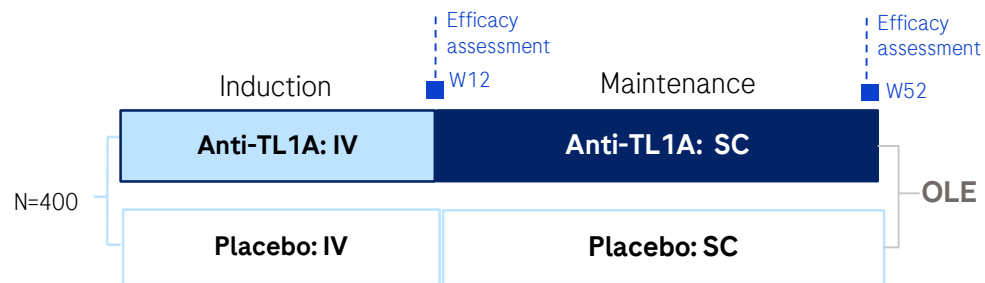 Efficacy
assessment
W12
Efficacy
assessment
W52
Induction
Maintenance
Anti-TL1A: IV
Anti-TL1A: SC
N=400
OLE
Placebo: IV
Placebo: SC